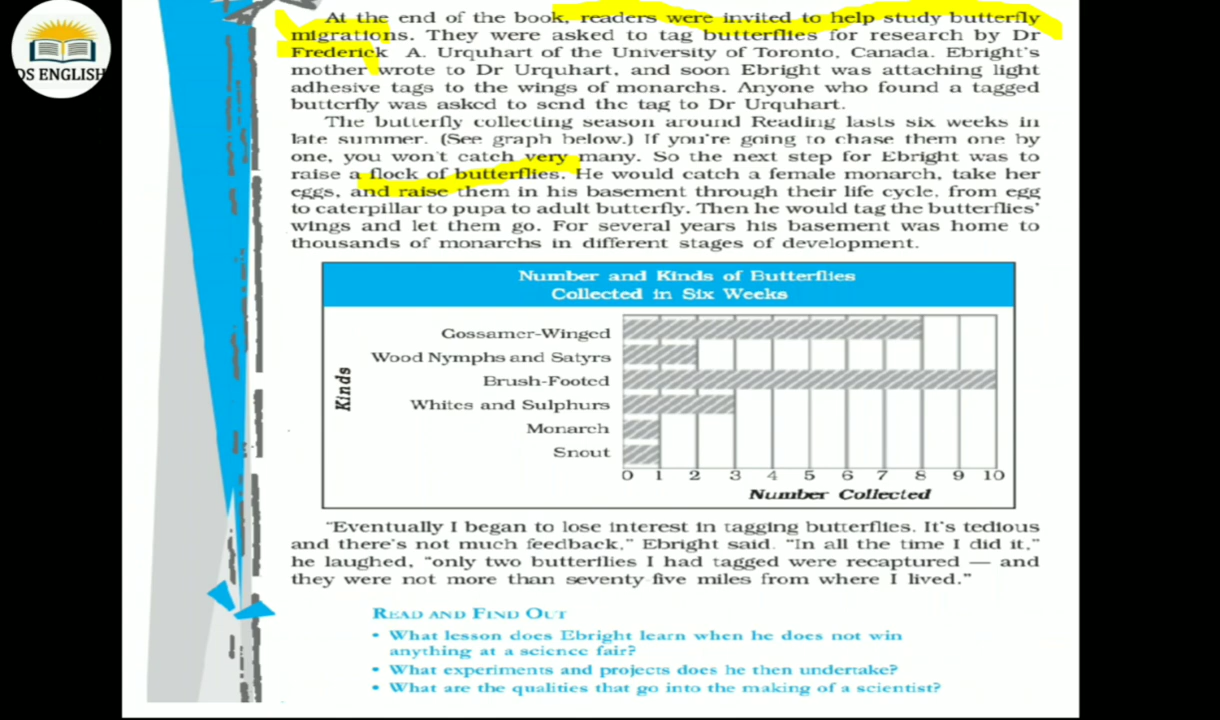 DS ENGLISH
At the end of the book, readers were invited to help study butterfly
migrations. They were asked to tag butterflies for research by Dr
Frederick A. Urquhart of the University of Toronto, Canada. Ebright's
mother wrote to Dr Urquhart, and soon Ebright was attaching light
adhesive tags to the wings of monarchs. Anyone who found a tagged
butterfly was asked to send the tag to Dr Urquhart.
The butterfly collecting season around Reading lasts six weeks in
late summer. (See graph below.) If you're going to chase them one by
one, you won't catch very many. So the next step for Ebright was to
raise a flock of butterflies. He would catch a female monarch, take her
eggs, and raise them in his basement through their life cycle, from egg
to caterpillar to pupa to adult butterfly. Then he would tag the butterflies'
wings and let them go. For several years his basement was home to
thousands of monarchs in different stages of development.
Number and Kinds of Butterflies
Collected in Six Weeks
Kinds
Gossamer-Winged
Wood Nymphs and Satyrs
Brush-Footed
Whites and Sulphurs
Monarch
Snout
0 1 2 3 4 5 6 7 8 9 10
Number Collected
"Eventually I began to lose interest in tagging butterflies. It's tedious
and there's not much feedback," Ebright said. "In all the time I did it,"
he laughed, "only two butterflies I had tagged were recaptured — and
they were not more than seventy-five miles from where I lived."
READ AND FIND OUT
• What lesson does Ebright learn when he does not win
anything at a science fair?
• What experiments and projects does he then undertake?
• What are the qualities that go into the making of a scientist?